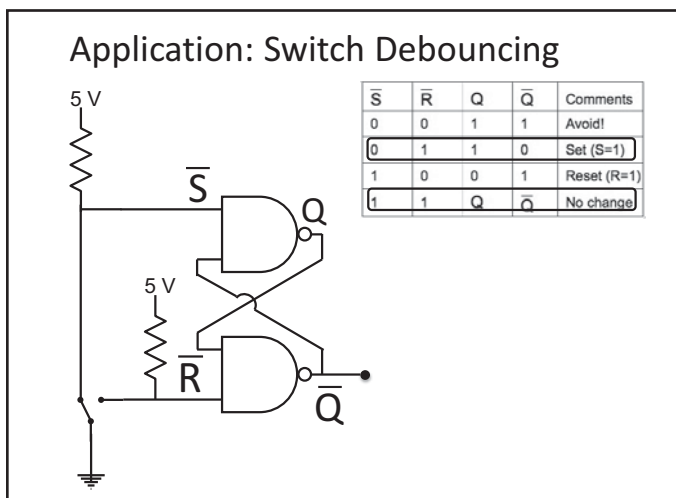 Application: Switch Debouncing
5 V
S̅ R̅ Q Q̅ Comments
0 0 1 1 Avoid!
0 1 1 0 Set (S=1)
1 0 0 1 Reset (R=1)
1 1 Q Q̅ No change
S̅
Q
5 V
R̅
Q̅